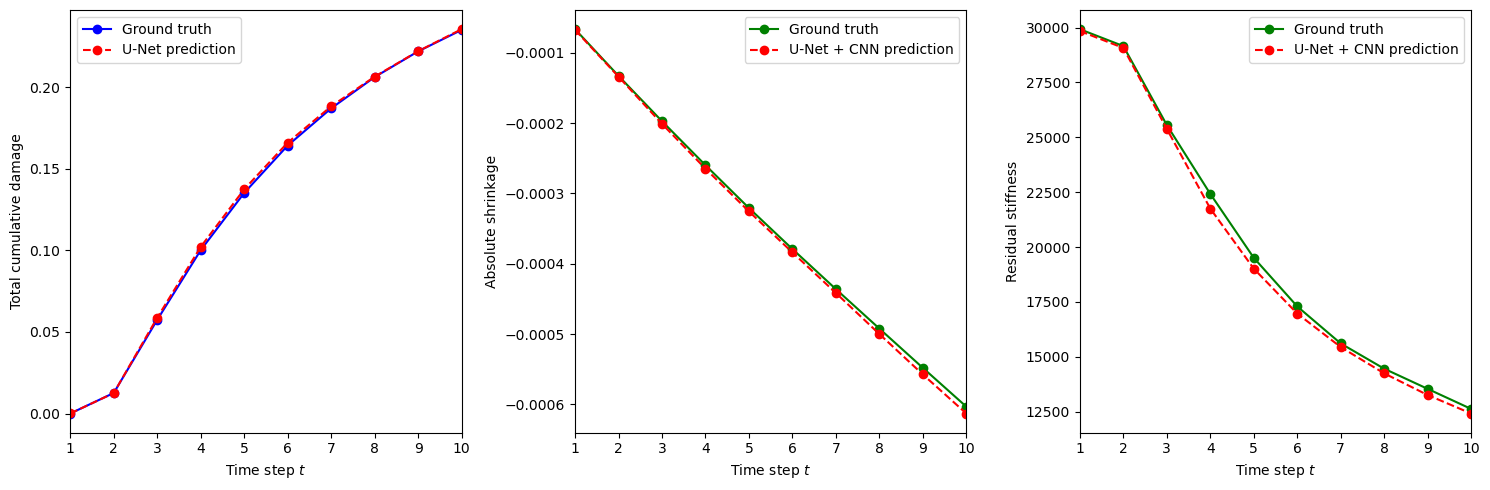 Ground truth
U-Net prediction
Total cumulative damage
0.20
0.15
0.10
0.05
0.00
1 2 3 4 5 6 7 8 9 10
Time step t
Ground truth
U-Net + CNN prediction
Absolute shrinkage
−0.0001
−0.0002
−0.0003
−0.0004
−0.0005
−0.0006
1 2 3 4 5 6 7 8 9 10
Time step t
Ground truth
U-Net + CNN prediction
Residual stiffness
30000
27500
25000
22500
20000
17500
15000
12500
1 2 3 4 5 6 7 8 9 10
Time step t